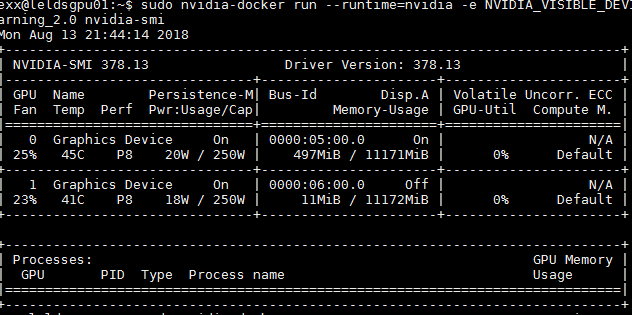 exx@leldsgpu01:~$ sudo nvidia-docker run --runtime=nvidia -e NVIDIA_VISIBLE_DEVI
arning_2.0 nvidia-smi
Mon Aug 13 21:44:14 2018
+-----------------------------------------------------------------------------+
| NVIDIA-SMI 378.13                 Driver Version: 378.13                    |
|-------------------------------+----------------------+----------------------+
| GPU  Name        Persistence-M| Bus-Id        Disp.A | Volatile Uncorr. ECC |
| Fan  Temp  Perf  Pwr:Usage/Cap|         Memory-Usage | GPU-Util  Compute M. |
|===============================+======================+======================|
|   0  Graphics Device     On   | 0000:05:00.0      On |                  N/A |
| 25%   45C    P8    20W / 250W |    497MiB / 11171MiB |      0%      Default |
+-------------------------------+----------------------+----------------------+
|   1  Graphics Device     On   | 0000:06:00.0     Off |                  N/A |
| 23%   41C    P8    18W / 250W |     11MiB / 11172MiB |      0%      Default |
+-------------------------------+----------------------+----------------------+
+-----------------------------------------------------------------------------+
| Processes:                                                       GPU Memory |
|  GPU       PID  Type  Process name                               Usage      |
|=============================================================================|
+-----------------------------------------------------------------------------+